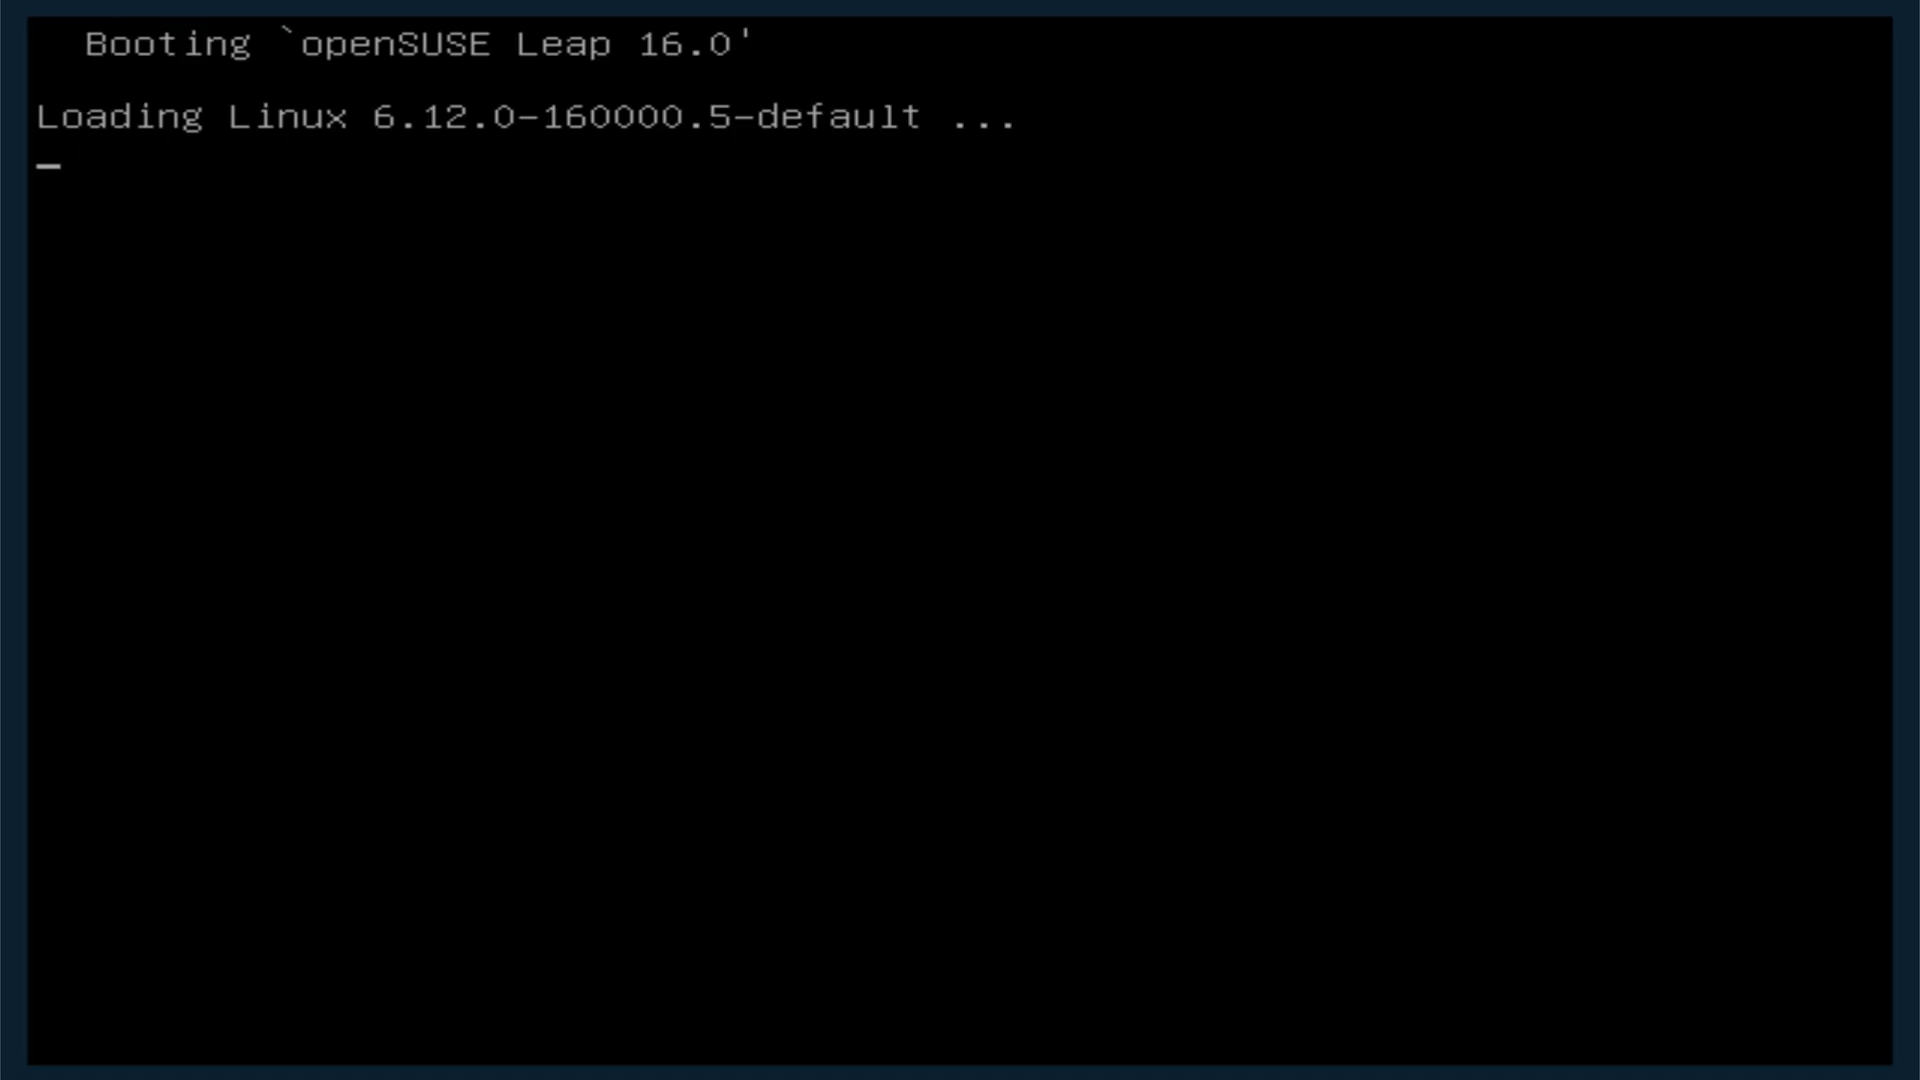 Booting `openSUSE Leap 16.0'
Loading Linux 6.12.0-160000.5-default ...
_